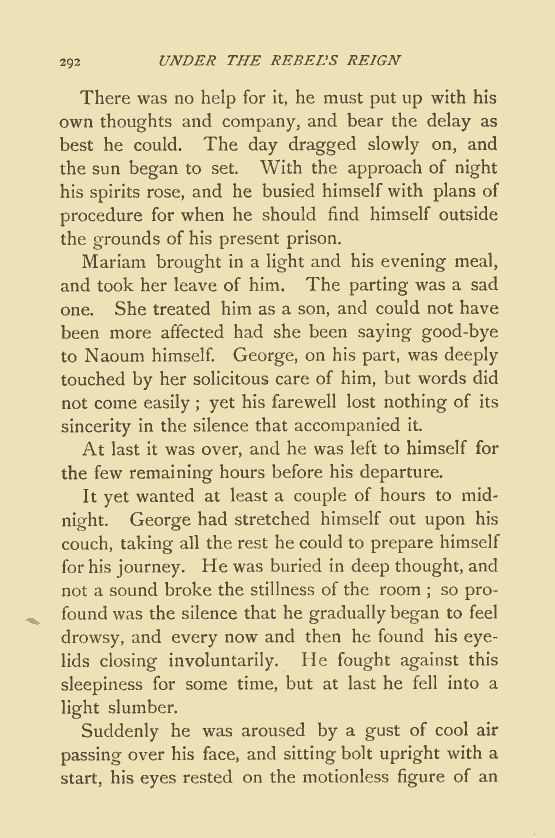 292 UNDER THE REBEL'S REIGN
There was no help for it, he must put up with his
own thoughts and company, and bear the delay as
best he could. The day dragged slowly on, and
the sun began to set. With the approach of night
his spirits rose, and he busied himself with plans of
procedure for when he should find himself outside
the grounds of his present prison.
Mariam brought in a light and his evening meal,
and took her leave of him. The parting was a sad
one. She treated him as a son, and could not have
been more affected had she been saying good-bye
to Naoum himself. George, on his part, was deeply
touched by her solicitous care of him, but words did
not come easily ; yet his farewell lost nothing of its
sincerity in the silence that accompanied it.
At last it was over, and he was left to himself for
the few remaining hours before his departure.
It yet wanted at least a couple of hours to mid-
night. George had stretched himself out upon his
couch, taking all the rest he could to prepare himself
for his journey. He was buried in deep thought, and
not a sound broke the stillness of the room ; so pro-
found was the silence that he gradually began to feel
drowsy, and every now and then he found his eye-
lids closing involuntarily. He fought against this
sleepiness for some time, but at last he fell into a
light slumber.
Suddenly he was aroused by a gust of cool air
passing over his face, and sitting bolt upright with a
start, his eyes rested on the motionless figure of an